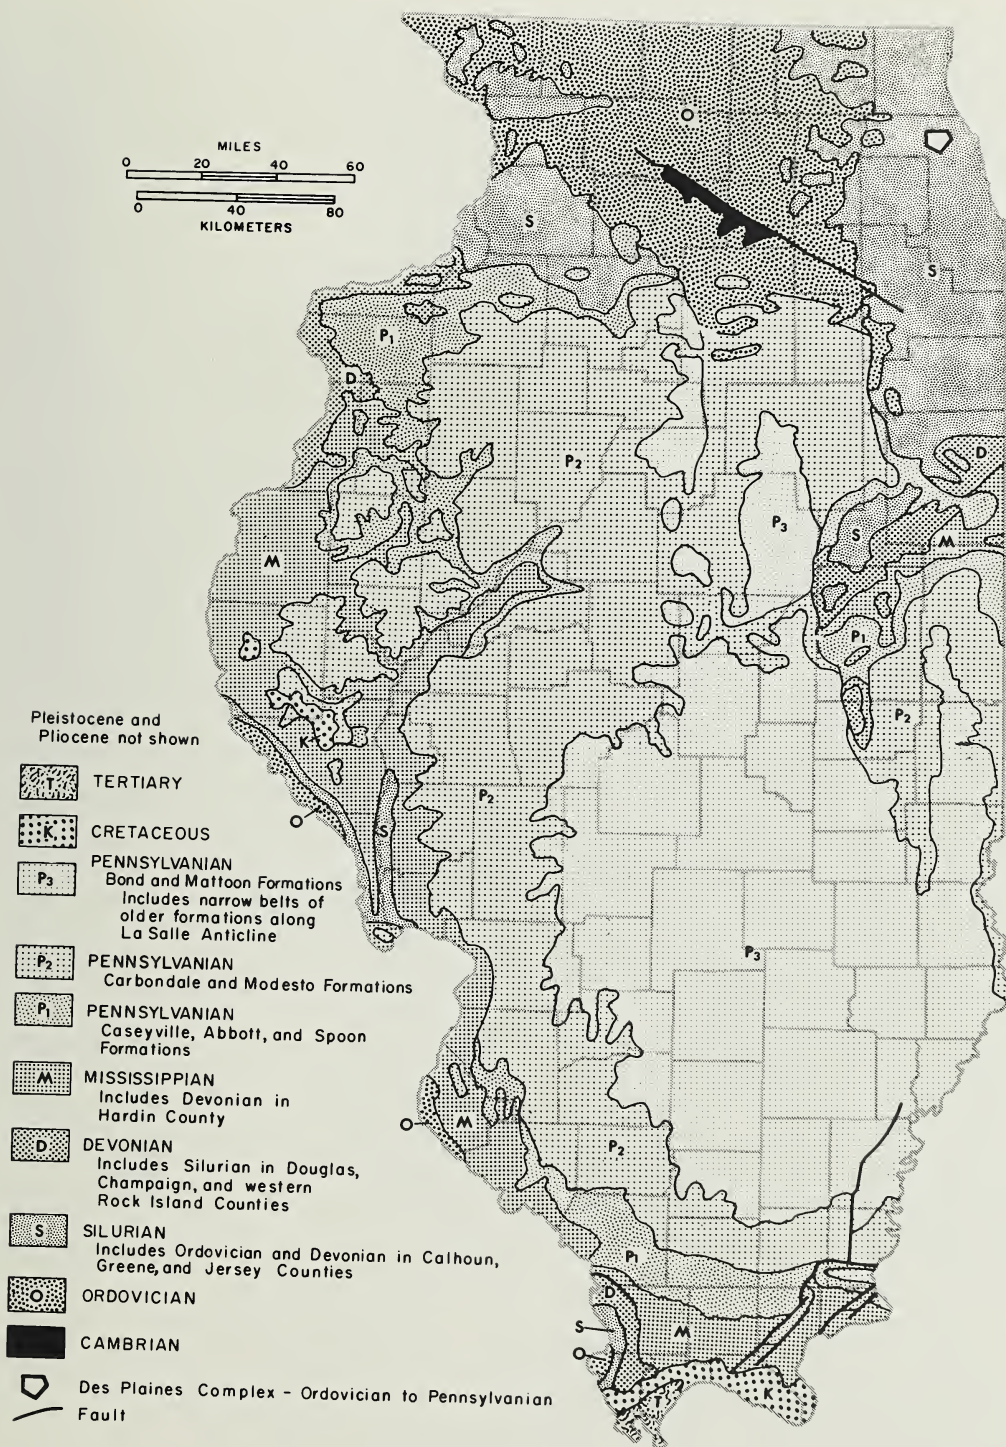 MILES
0 20 40 60
0 40 80
KILOMETERS
O
S
S
P1
D
P2
D
P3
S
M
M
P1
P2
K
P2
O
S
P3
M
O
P2
P1
D
S
M
O
K
T
Pleistocene and
Pliocene not shown
T TERTIARY
K CRETACEOUS
P3 PENNSYLVANIAN
Bond and Mattoon Formations
Includes narrow belts of
older formations along
La Salle Anticline
P2 PENNSYLVANIAN
Carbondale and Modesto Formations
P1 PENNSYLVANIAN
Caseyville, Abbott, and Spoon
Formations
M MISSISSIPPIAN
Includes Devonian in
Hardin County
D DEVONIAN
Includes Silurian in Douglas,
Champaign, and western
Rock Island Counties
S SILURIAN
Includes Ordovician and Devonian in Calhoun,
Greene, and Jersey Counties
O ORDOVICIAN
CAMBRIAN
Des Plaines Complex - Ordovician to Pennsylvanian
Fault